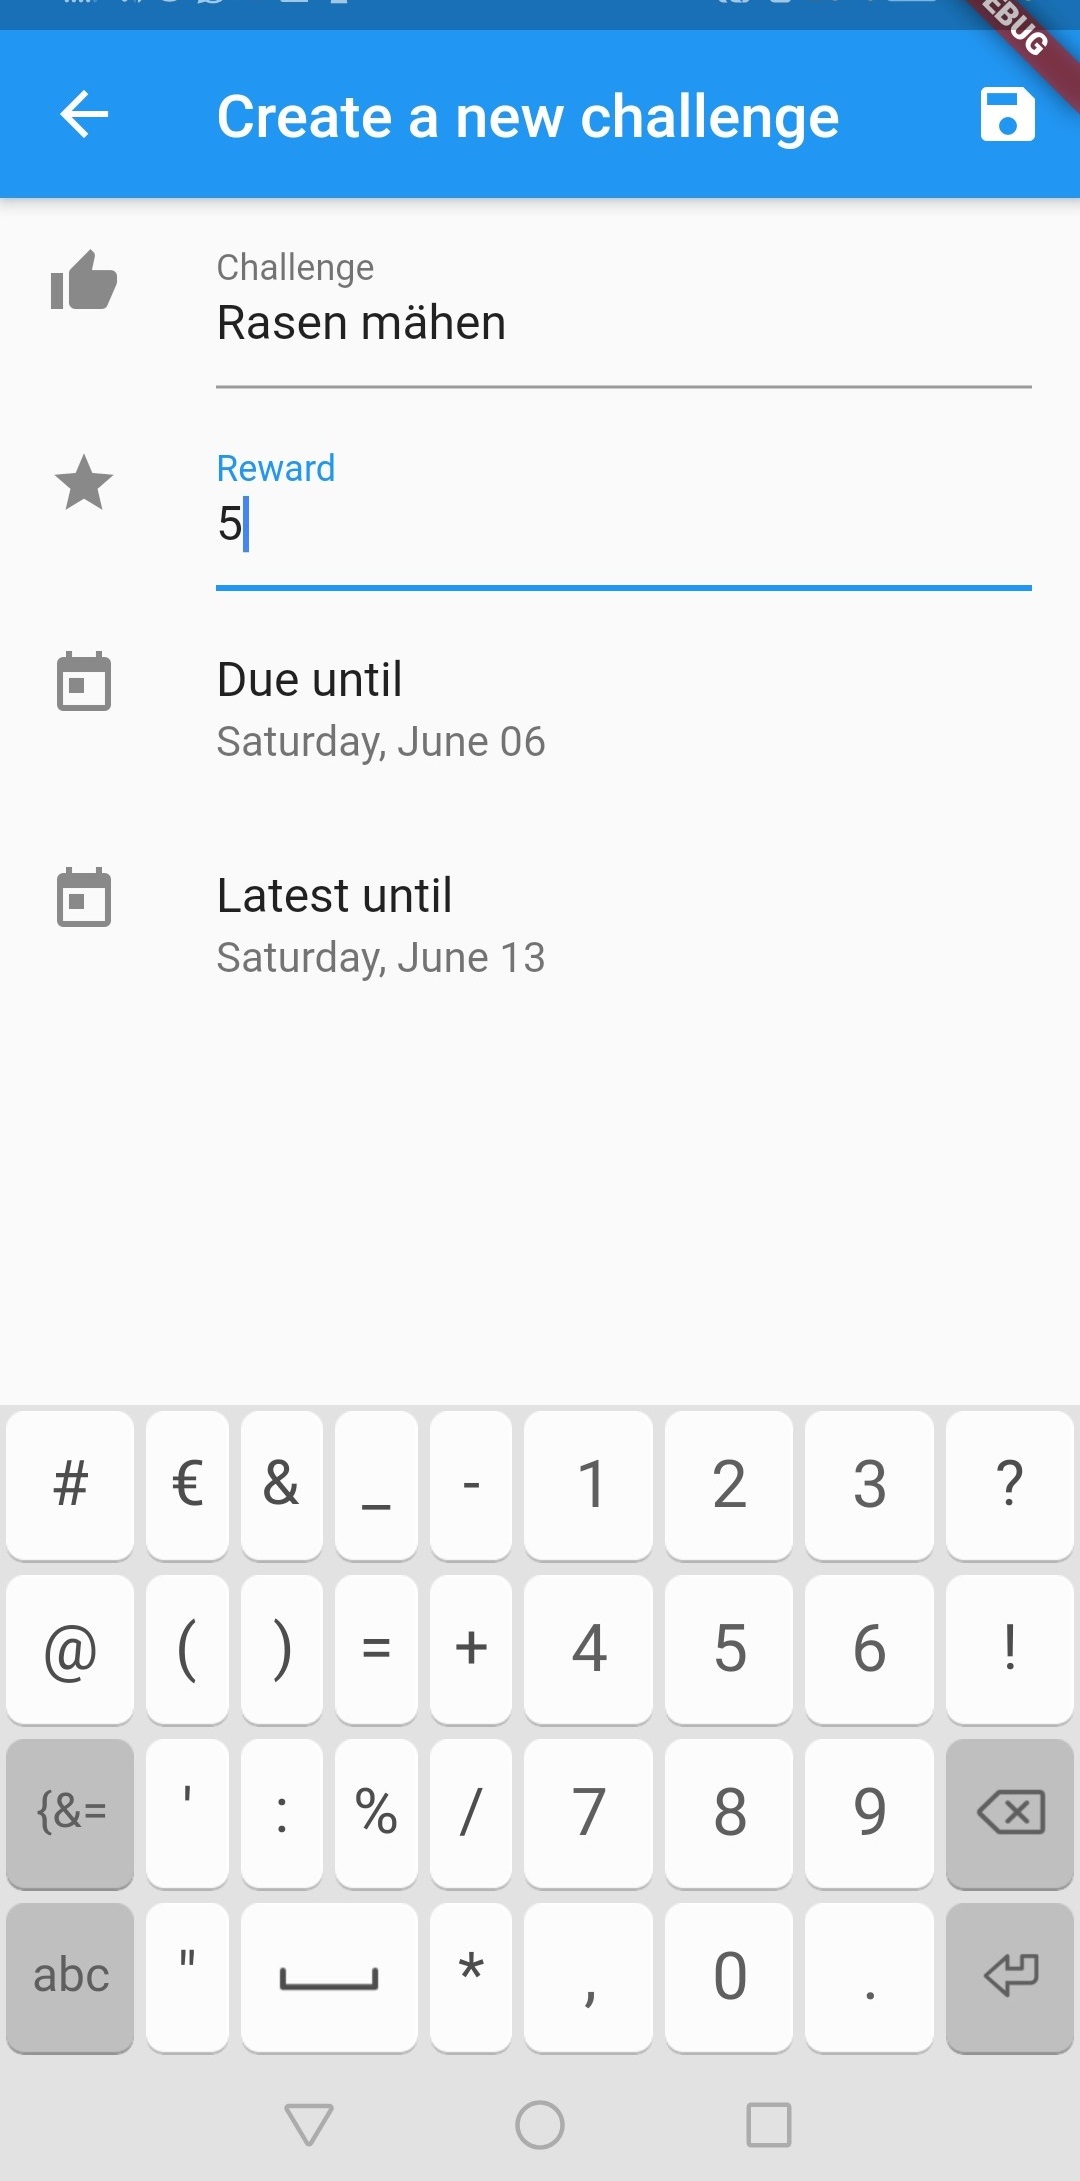 EBUG
Create a new challenge
Challenge
Rasen mähen
Reward
5
Due until
Saturday, June 06
Latest until
Saturday, June 13
# € & _ - 1 2 3 ?
@ ( ) = + 4 5 6 !
{&= ' : % / 7 8 9
abc " * , 0 .